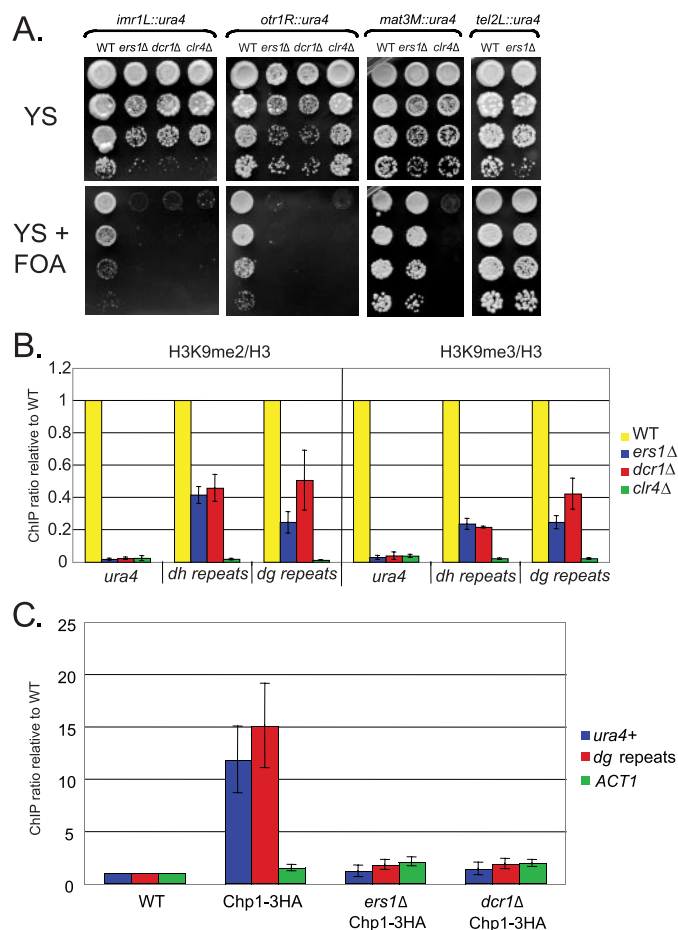 A.
imr1L::ura4 otr1R::ura4 mat3M::ura4 tel2L::ura4
WT ers1Δ dcr1Δ clr4Δ WT ers1Δ dcr1Δ clr4Δ WT ers1Δ clr4Δ WT ers1Δ
YS
YS +
FOA
B.
H3K9me2/H3 H3K9me3/H3
ChIP ratio relative to WT
1.2
1
0.8
0.6
0.4
0.2
0
ura4 dh repeats dg repeats ura4 dh repeats dg repeats
WT
ers1Δ
dcr1Δ
clr4Δ
C.
ChIP ratio relative to WT
25
20
15
10
5
0
WT Chp1-3HA ers1Δ dcr1Δ
Chp1-3HA Chp1-3HA
ura4+
dg repeats
ACT1